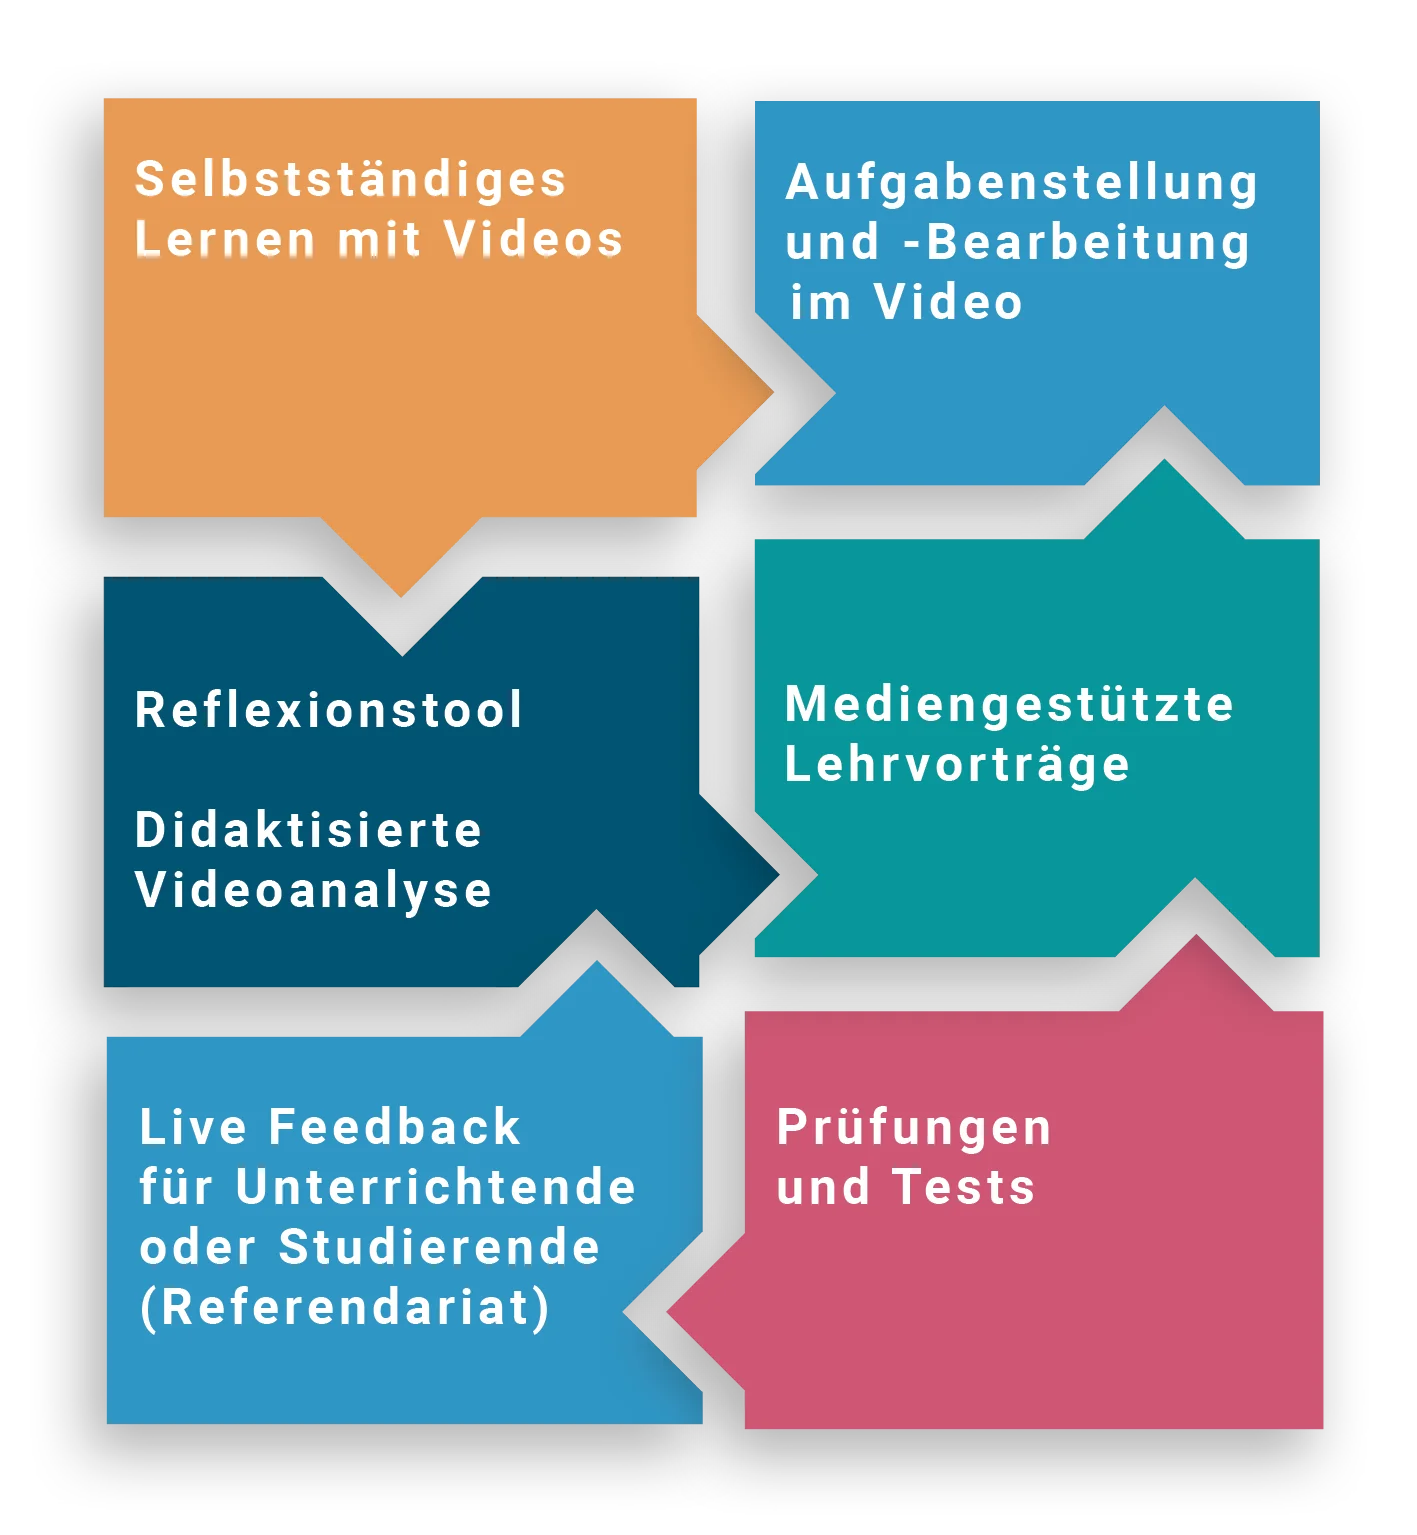 Selbstständiges
Lernen mit Videos
Aufgabenstellung
und -Bearbeitung
im Video
Reflexionstool
Didaktisierte
Videoanalyse
Mediengestützte
Lehrvorträge
Live Feedback
für Unterrichtende
oder Studierende
(Referendariat)
Prüfungen
und Tests